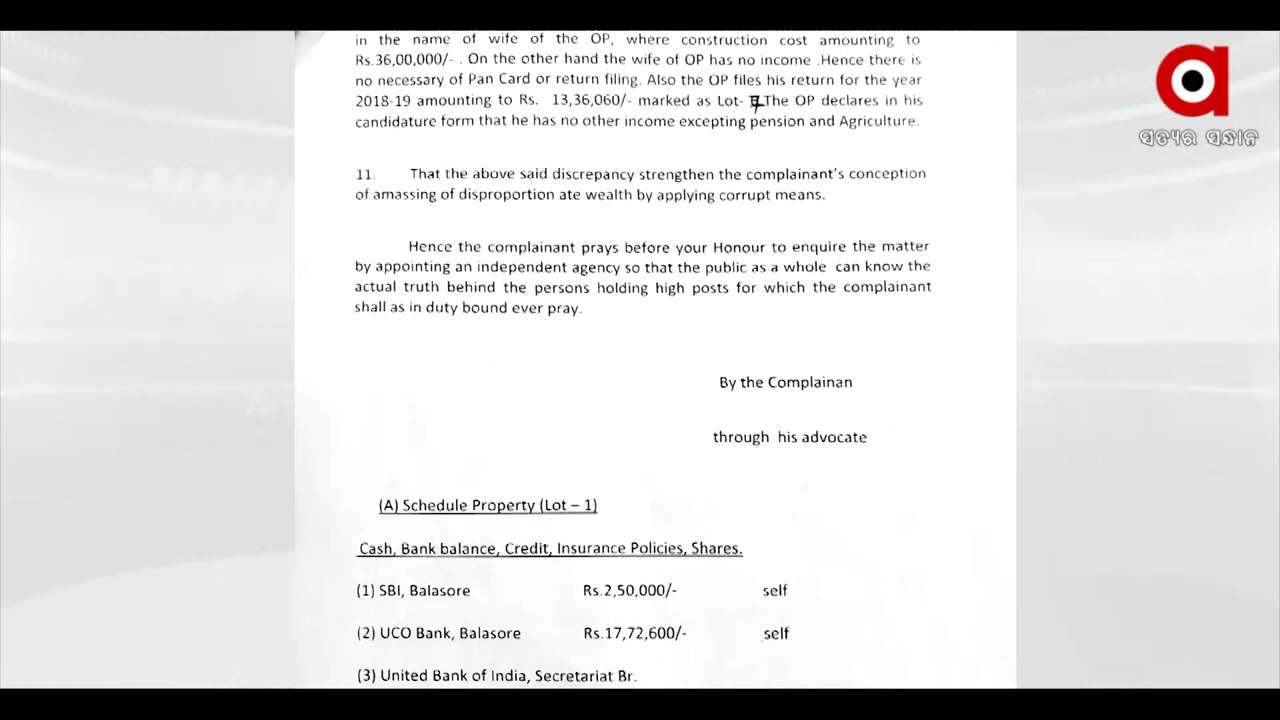 in the name of wife of the OP, where construction cost amounting to
Rs.36,00,000/- . On the other hand the wife of OP has no income .Hence there is
no necessary of Pan Card or return filing. Also the OP files his return for the year
2018-19 amounting to Rs. 13,36,060/- marked as Lot- The OP declares in his
candidature form that he has no other income excepting pension and Agriculture.
11. That the above said discrepancy strengthen the complainant's conception
of amassing of disproportion ate wealth by applying corrupt means.
Hence the complainant prays before your Honour to enquire the matter
by appointing an independent agency so that the public as a whole can know the
actual truth behind the persons holding high posts for which the complainant
shall as in duty bound ever pray.
By the Complainan
through his advocate
(A) Schedule Property (Lot – 1)
Cash, Bank balance, Credit, Insurance Policies, Shares.
(1) SBI, Balasore Rs.2,50,000/- self
(2) UCO Bank, Balasore Rs.17,72,600/- self
(3) United Bank of India, Secretariat Br.
ସତ୍ୟର ସନ୍ଧାନ